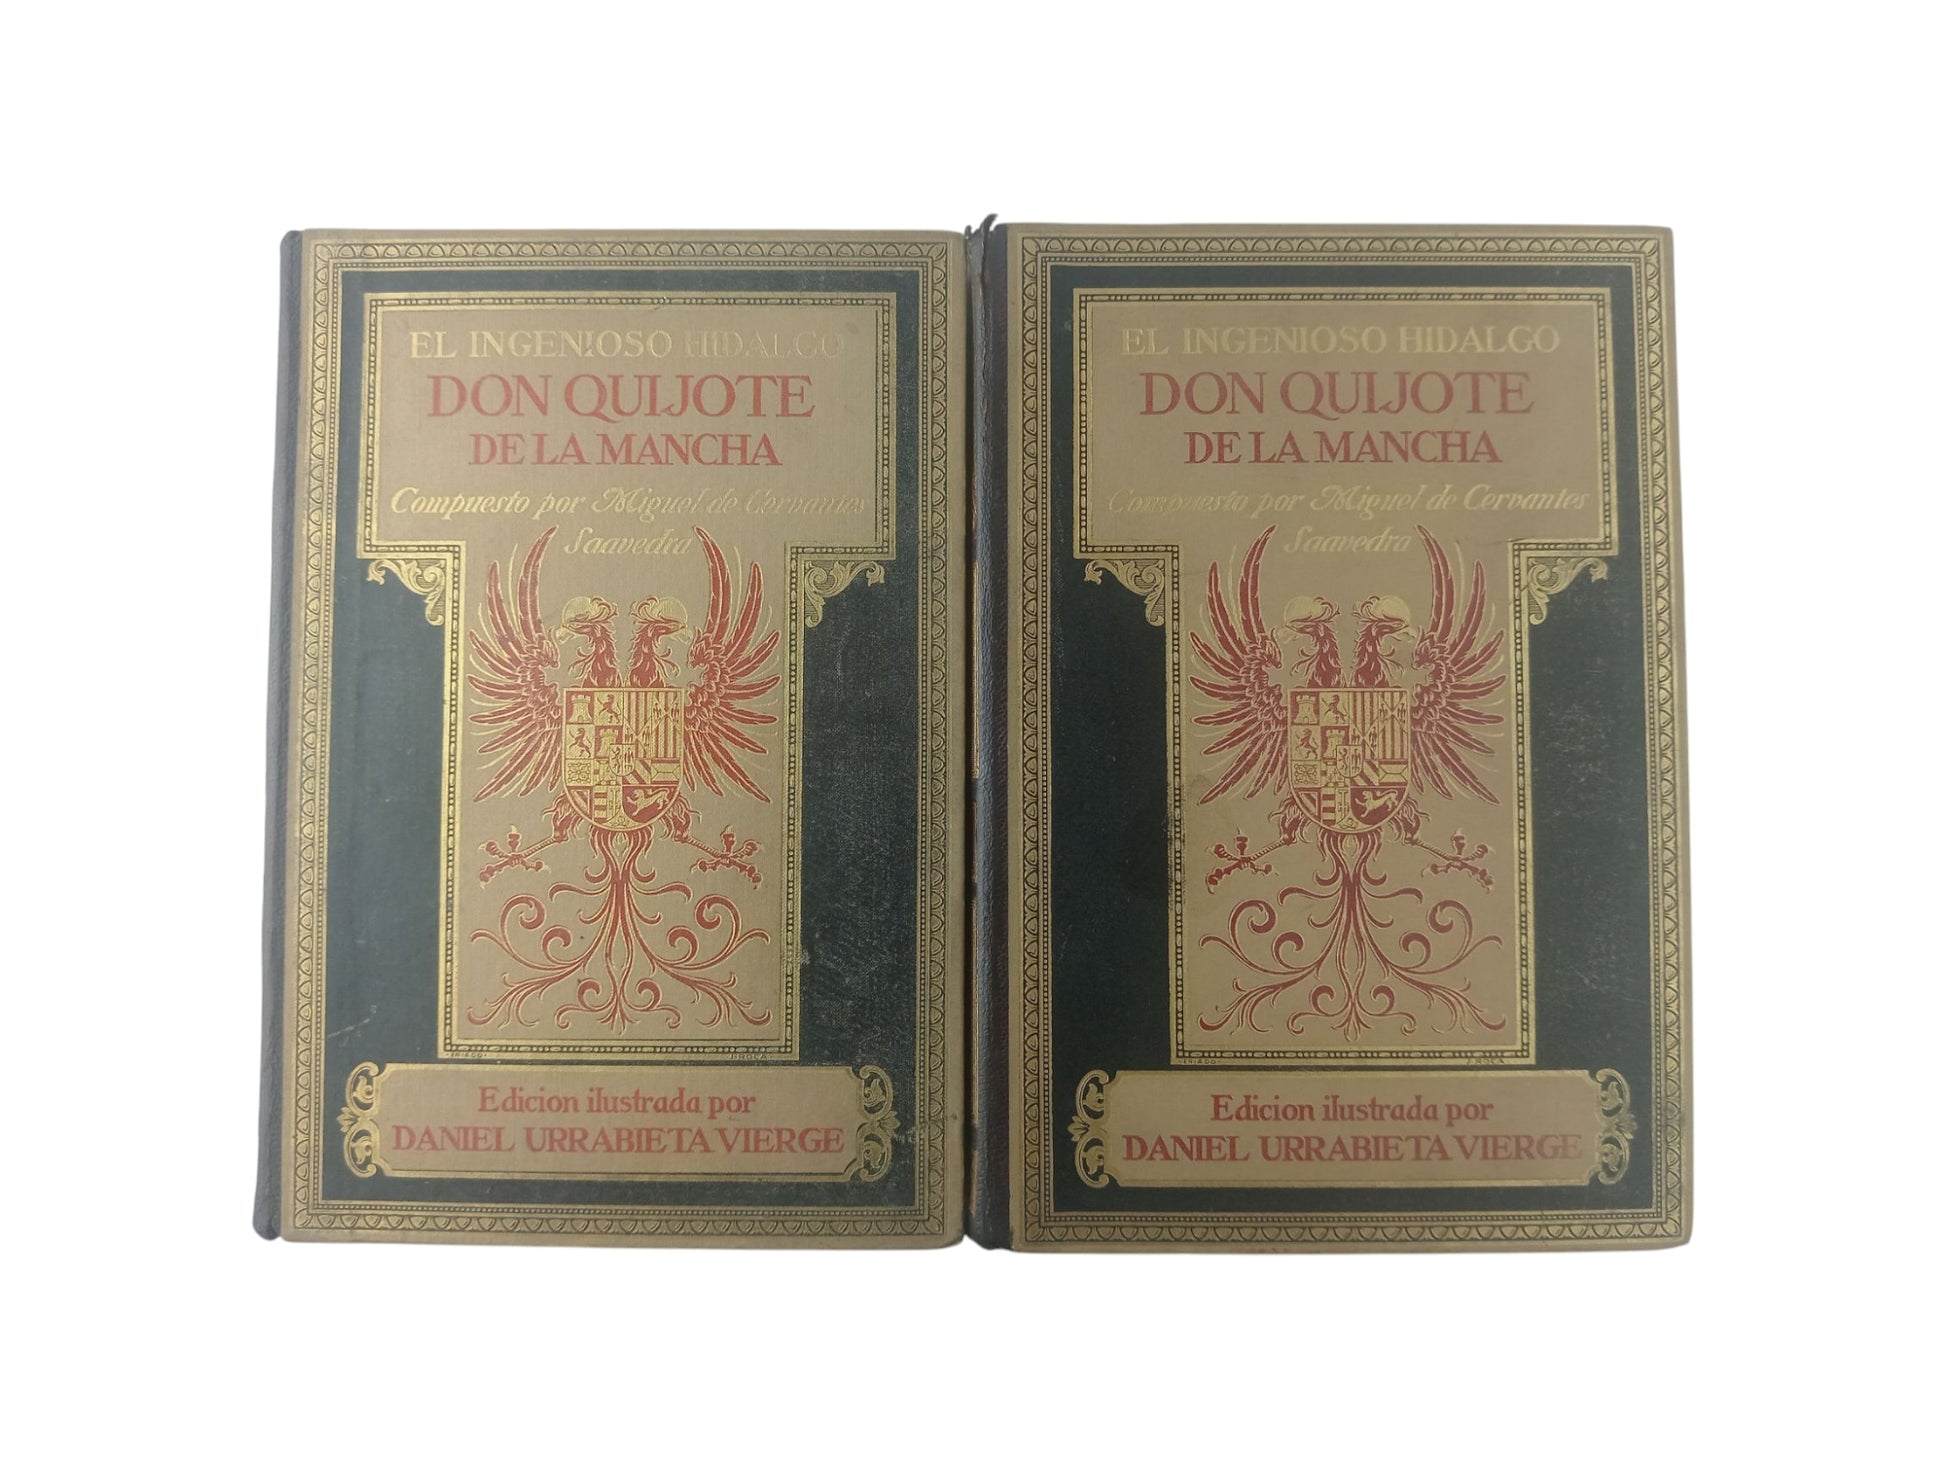 EL INGENIOSO HIDALGO
DON QUIJOTE
DE LA MANCHA
Compuesto por Miguel de Cervantes
Saavedra
J. ROCA
Edicion ilustrada por
DANIEL URRABIETA VIERGE
EL INGENIOSO HIDALGO
DON QUIJOTE
DE LA MANCHA
Compuesto por Miguel de Cervantes
Saavedra
J. ROCA
Edicion ilustrada por
DANIEL URRABIETA VIERGE